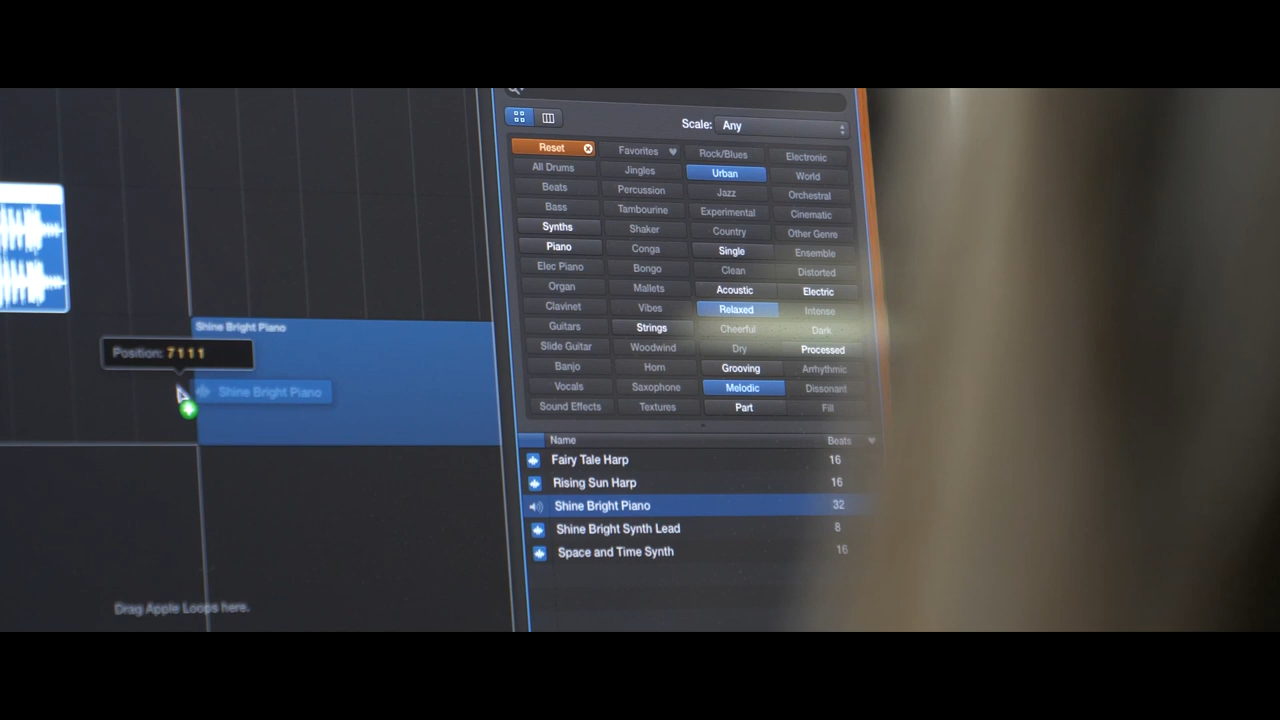 Scale: Any
Reset Favorites Rock/Blues Electronic
All Drums Jingles Urban World
Beats Percussion Jazz Orchestral
Bass Tambourine Experimental Cinematic
Synths Shaker Country Other Genre
Piano Conga Single Ensemble
Elec Piano Bongo Clean Distorted
Organ Mallets Acoustic Electric
Clavinet Vibes Relaxed Intense
Guitars Strings Cheerful Dark
Slide Guitar Woodwind Dry Processed
Banjo Horn Grooving Arrhythmic
Vocals Saxophone Melodic Dissonant
Sound Effects Textures Part Fill
Name Beats
Fairy Tale Harp 16
Rising Sun Harp 16
Shine Bright Piano 32
Shine Bright Synth Lead 8
Space and Time Synth 16
Shine Bright Piano
Position: 7 1 1 1
Shine Bright Piano
Drag Apple Loops here.